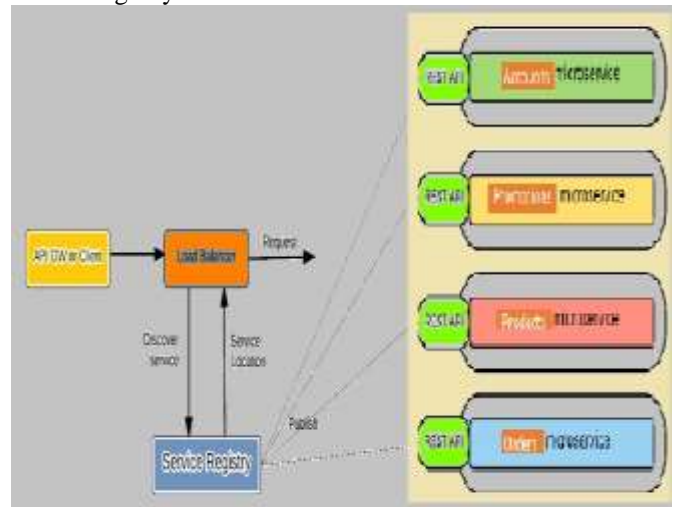 REST API
Accounts microservice
REST API
Promotions microservice
API GW or Client
Load Balancer
Request
REST API
Products microservice
Discover
service
Service
Location
Publish
Service Registry
REST API
Orders microservice